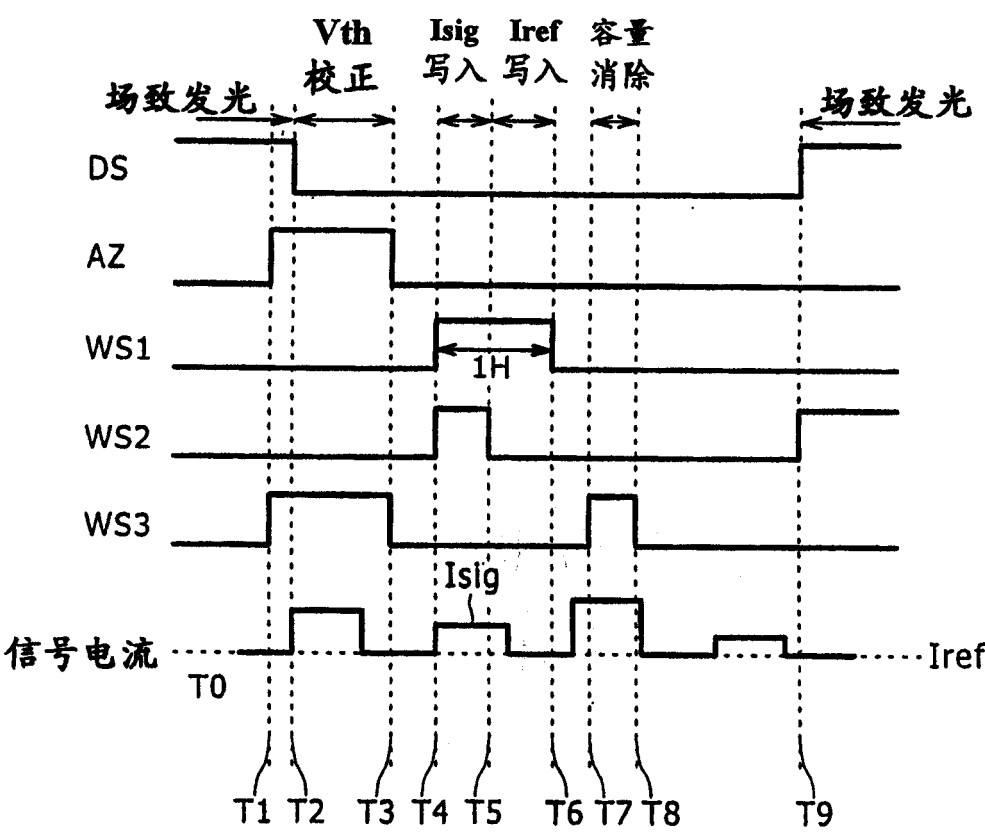 Vth Isig Iref 容量
校正 写入 写入 消除
场致发光 场致发光
DS
AZ
WS1
1H
WS2
WS3
Isig
信号电流 Iref
T0
T1 T2 T3 T4 T5 T6 T7 T8 T9